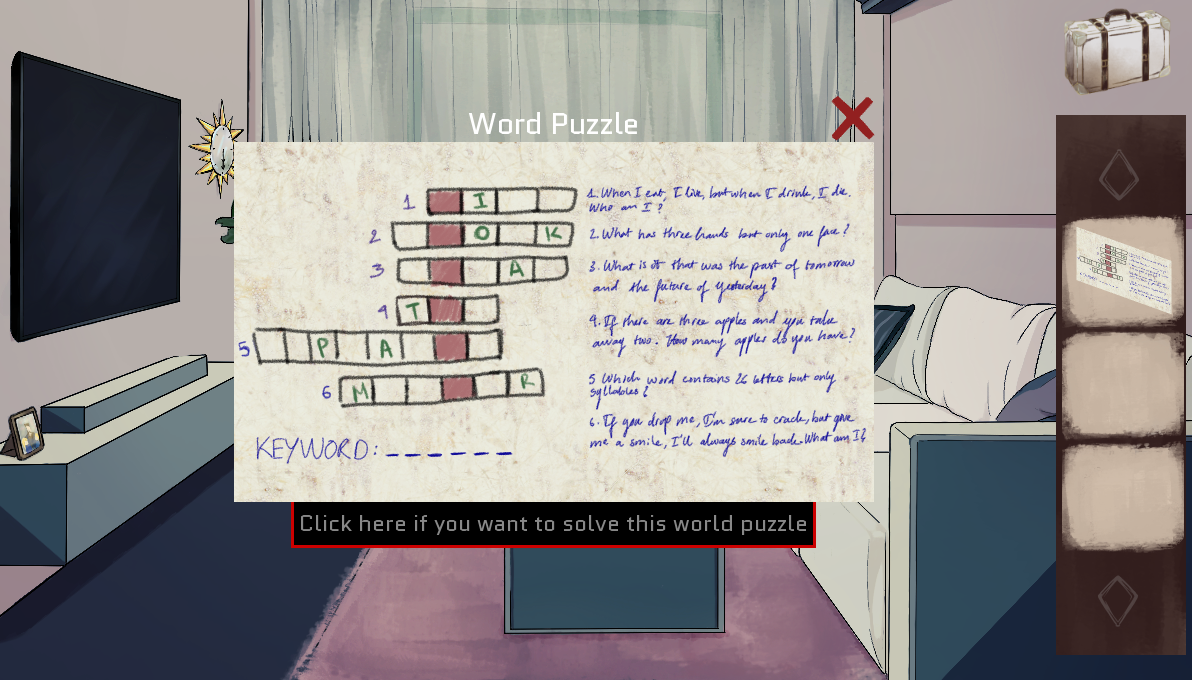 Word Puzzle
1 I
2 O K
3 A
4 T
5 P A
6 M R
KEYWORD: _ _ _ _ _ _
1. When I eat, I live, but when I drink, I die.
Who am I?
2. What has three hands but only one face?
3. What is it that was the past of tomorrow
and the future of yesterday?
4. If there are three apples and you take
away two. How many apples do you have?
5 Which word contains 26 letters but only
syllables?
6. If you drop me, I'm sure to crack, but give
me a smile, I'll always smile back. What am I?
Click here if you want to solve this world puzzle